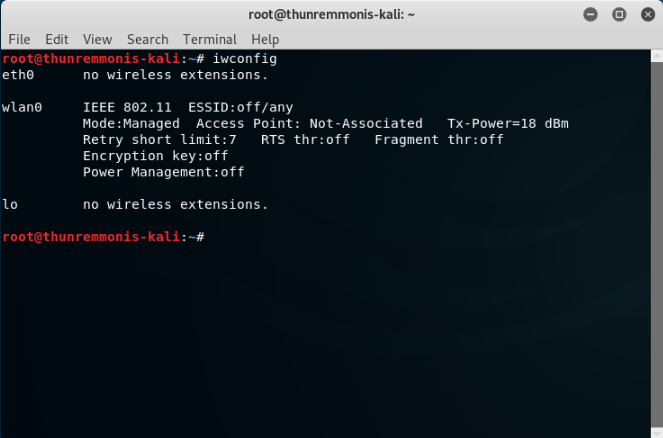 root@thunremmonis-kali: ~
File Edit View Search Terminal Help
root@thunremmonis-kali:~# iwconfig
eth0      no wireless extensions.
wlan0     IEEE 802.11  ESSID:off/any
          Mode:Managed  Access Point: Not-Associated   Tx-Power=18 dBm
          Retry short limit:7   RTS thr:off   Fragment thr:off
          Encryption key:off
          Power Management:off
lo        no wireless extensions.
root@thunremmonis-kali:~#